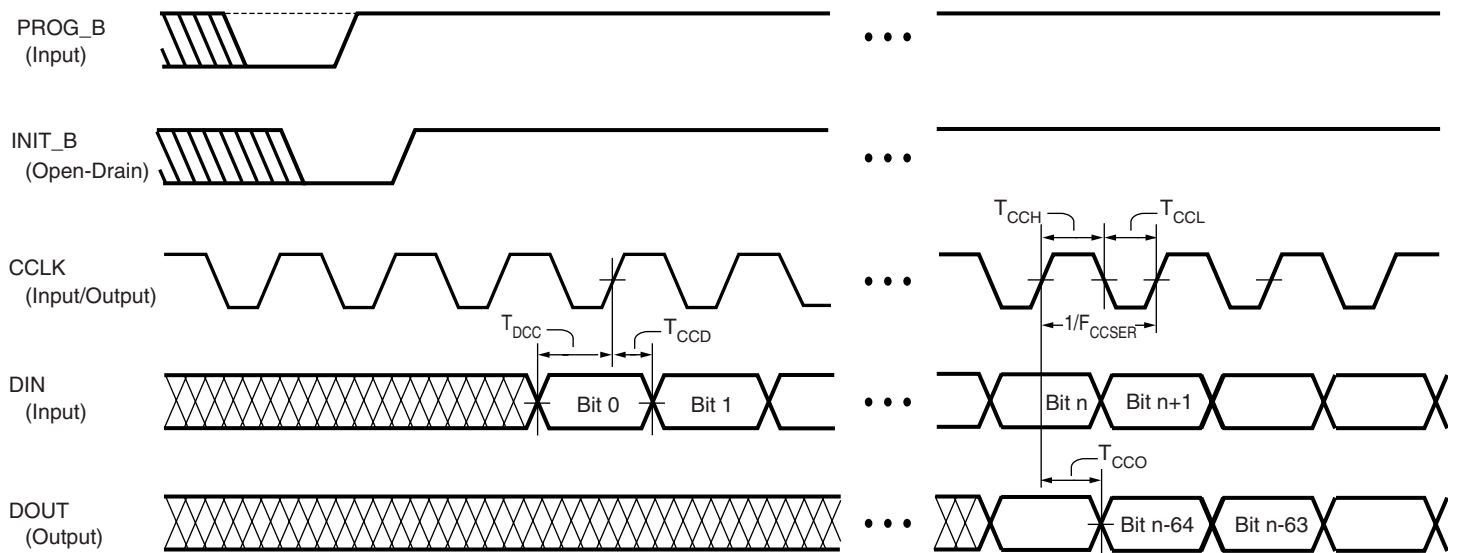 PROG_B
(Input)
INIT_B
(Open-Drain)
TCCH
TCCL
CCLK
(Input/Output)
1/FCCSER
TDCC
TCCD
DIN
(Input)
Bit 0
Bit 1
Bit n
Bit n+1
TCCO
DOUT
(Output)
Bit n-64
Bit n-63